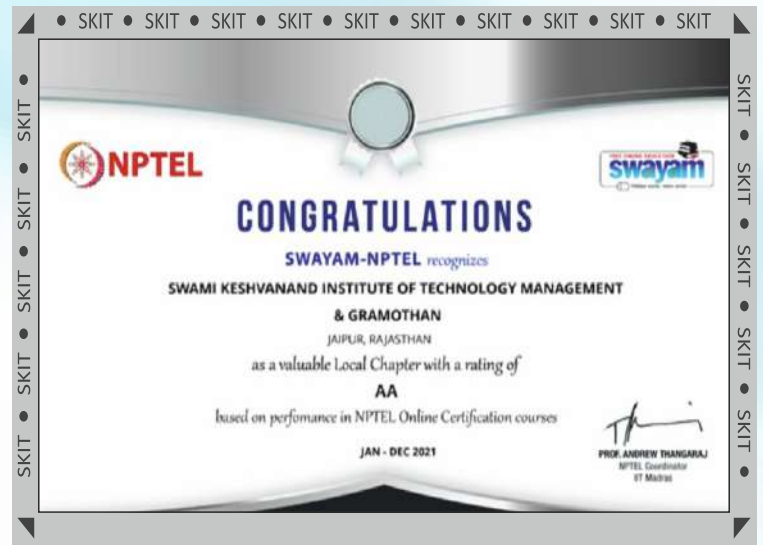 • SKIT • SKIT • SKIT • SKIT • SKIT • SKIT • SKIT • SKIT • SKIT
SKIT • SKIT • SKIT • SKIT • SKIT •
NPTEL
swayam
CONGRATULATIONS
SWAYAM-NPTEL recognizes
SWAMI KESHVANAND INSTITUTE OF TECHNOLOGY MANAGEMENT
& GRAMOTHAN
JAIPUR, RAJASTHAN
as a valuable Local Chapter with a rating of
AA
based on perfomance in NPTEL Online Certification courses
JAN - DEC 2021
PROF. ANDREW THANGARAJ
NPTEL Coordinator
IIT Madras
SKIT • SKIT • SKIT • SKIT • SKIT •